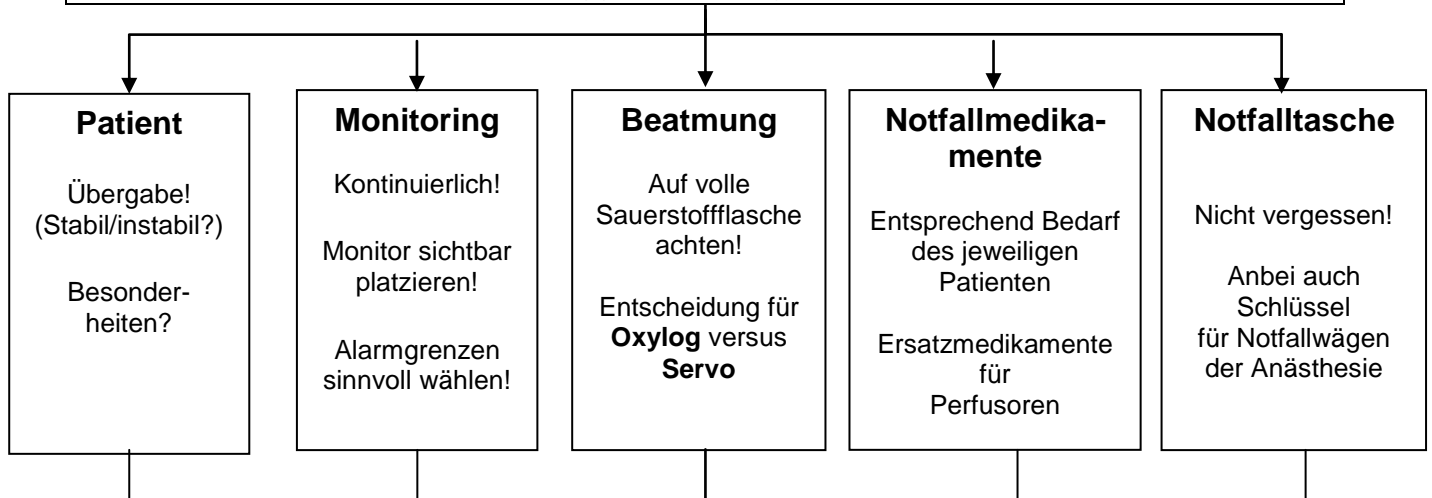 Patient
Übergabe!
(Stabil/instabil?)
Besonder-
heiten?
Monitoring
Kontinuierlich!
Monitor sichtbar
platzieren!
Alarmgrenzen
sinnvoll wählen!
Beatmung
Auf volle
Sauerstoffflasche
achten!
Entscheidung für
Oxylog versus
Servo
Notfallmedika-
mente
Entsprechend Bedarf
des jeweiligen
Patienten
Ersatzmedikamente
für
Perfusoren
Notfalltasche
Nicht vergessen!
Anbei auch
Schlüssel
für Notfallwägen
der Anästhesie